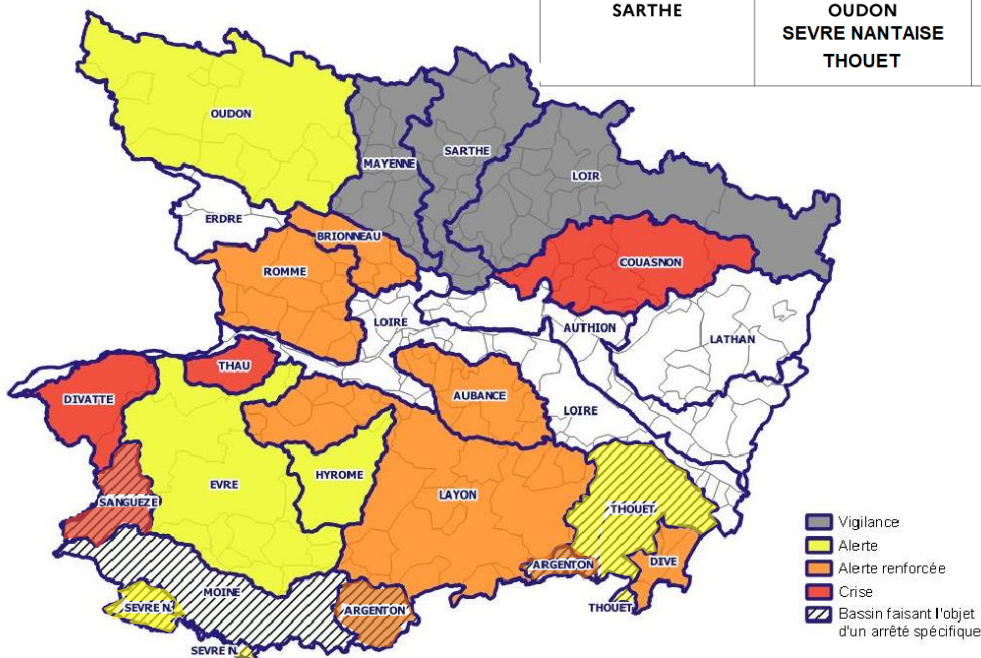 SARTHE
OUDON
SEVRE NANTAISE
THOUET
OUDON
MAYENNE
SARTHE
LOIR
ERDRE
BRIONNEAU
ROMME
COUASNON
LOIRE
AUTHION
LATHAN
THAU
DIVATTE
AUBANCE
LOIRE
EVRE
HYROME
LAYON
SANGUEZE
THOUET
ARGENTON
DIVE
MOINE
SEVRE N.
ARGENTON
THOUET
SEVRE N.
Vigilance
Alerte
Alerte renforcée
Crise
Bassin faisant l'objet
d'un arrêté spécifique